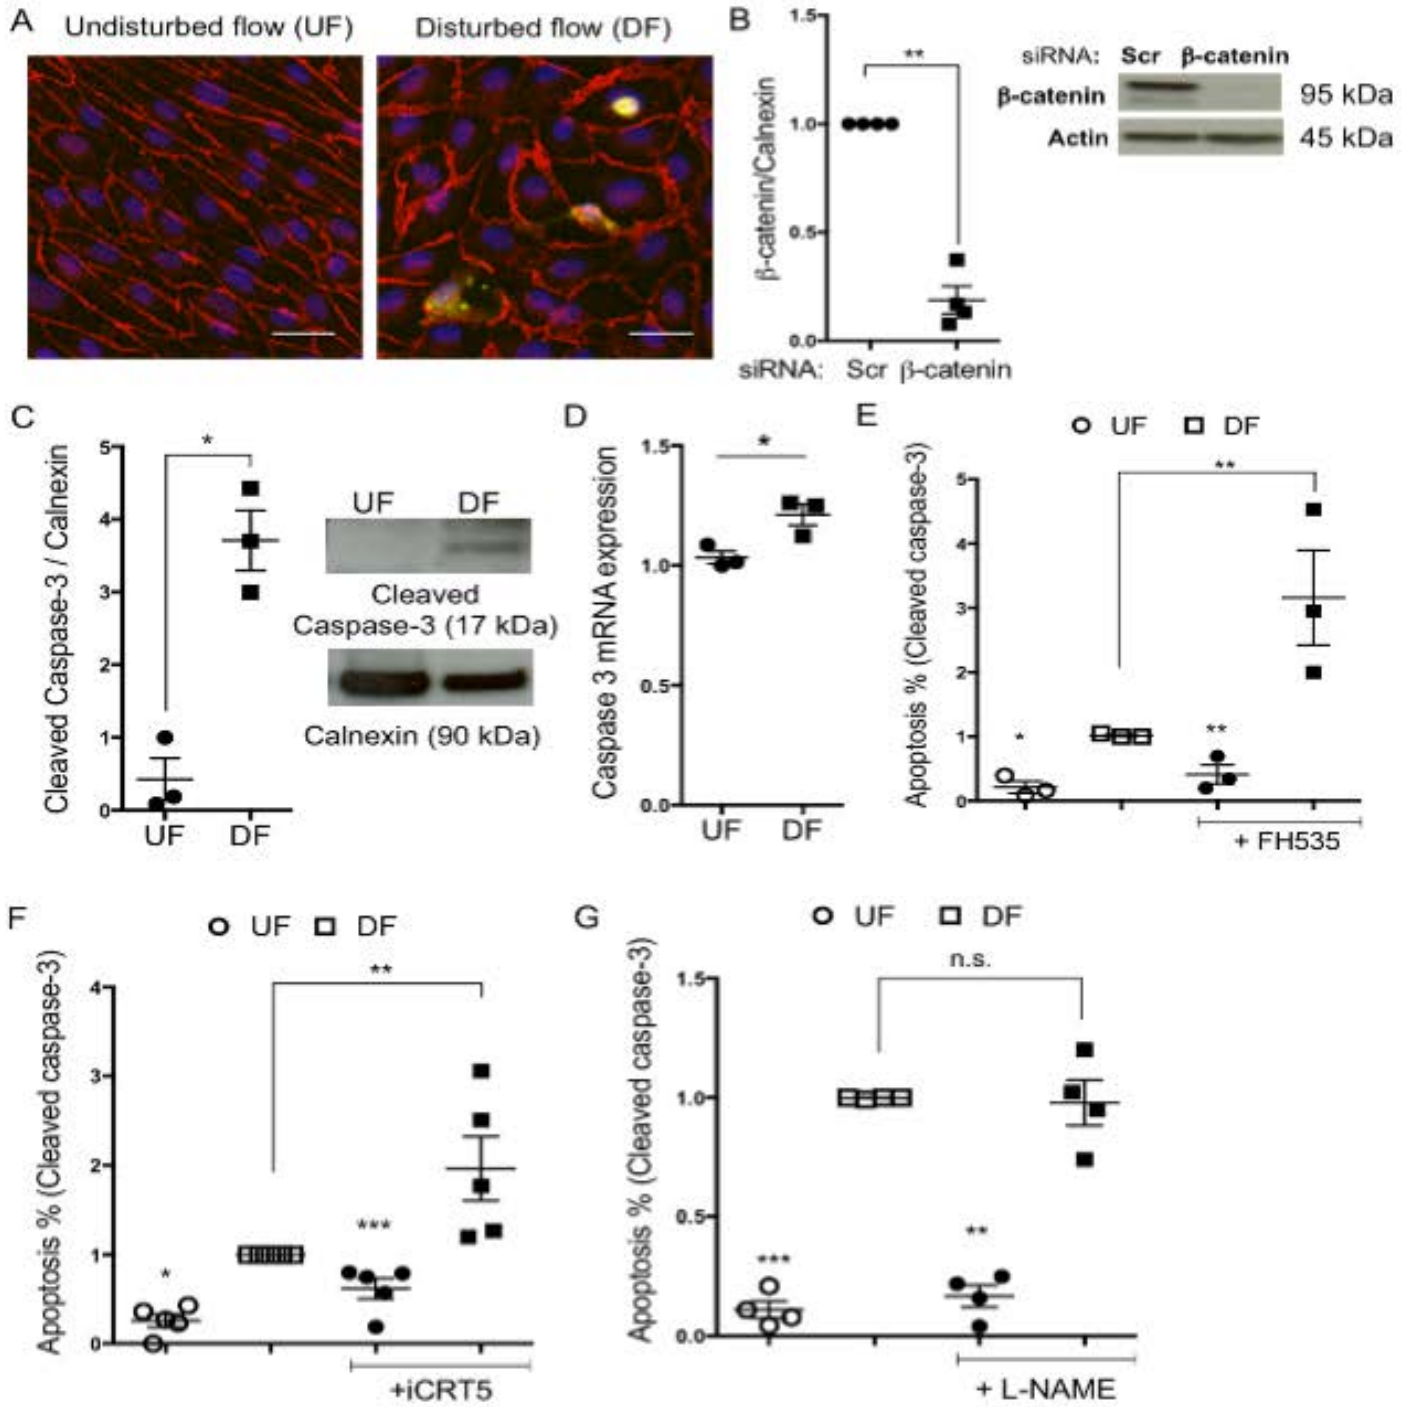 A Undisturbed flow (UF) Disturbed flow (DF)
B
β-catenin/Calnexin
1.5
1.0
0.5
0.0
**
siRNA: Scr β-catenin
siRNA: Scr β-catenin
β-catenin 95 kDa
Actin 45 kDa
C
Cleaved Caspase-3 / Calnexin
5
4
3
2
1
0
*
UF DF
UF DF
Cleaved
Caspase-3 (17 kDa)
Calnexin (90 kDa)
D
Caspase 3 mRNA expression
1.5
1.0
0.5
0.0
*
UF DF
E
UF DF
Apoptosis % (Cleaved caspase-3)
5
4
3
2
1
0
**
*
**
+ FH535
F
UF DF
Apoptosis % (Cleaved caspase-3)
4
3
2
1
0
**
*
***
+iCRT5
G
UF DF
Apoptosis % (Cleaved caspase-3)
1.5
1.0
0.5
0.0
n.s.
***
**
+ L-NAME